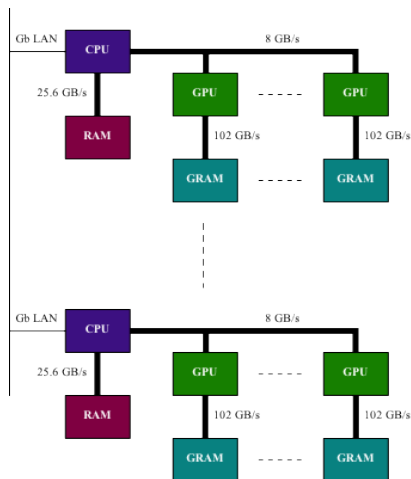 Gb LAN
CPU
8 GB/s
25.6 GB/s
GPU
GPU
RAM
102 GB/s
102 GB/s
GRAM
GRAM
Gb LAN
CPU
8 GB/s
25.6 GB/s
GPU
GPU
RAM
102 GB/s
102 GB/s
GRAM
GRAM